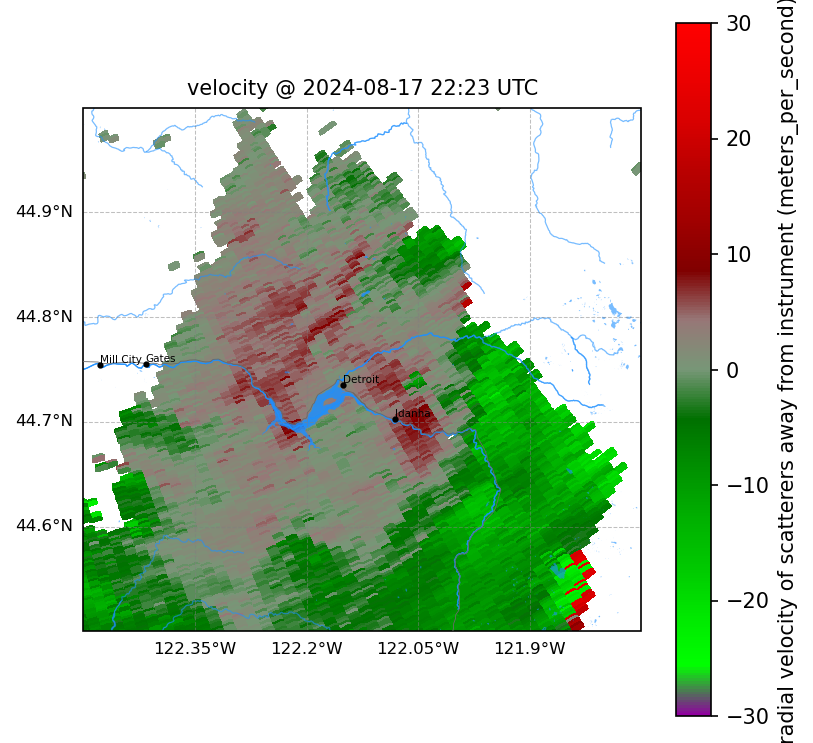 velocity @ 2024-08-17 22:23 UTC
44.9°N
44.8°N
44.7°N
44.6°N
Mill City
Gates
Detroit
Idanha
122.35°W
122.2°W
122.05°W
121.9°W
30
20
10
0
−10
−20
−30
radial velocity of scatterers away from instrument (meters_per_second)